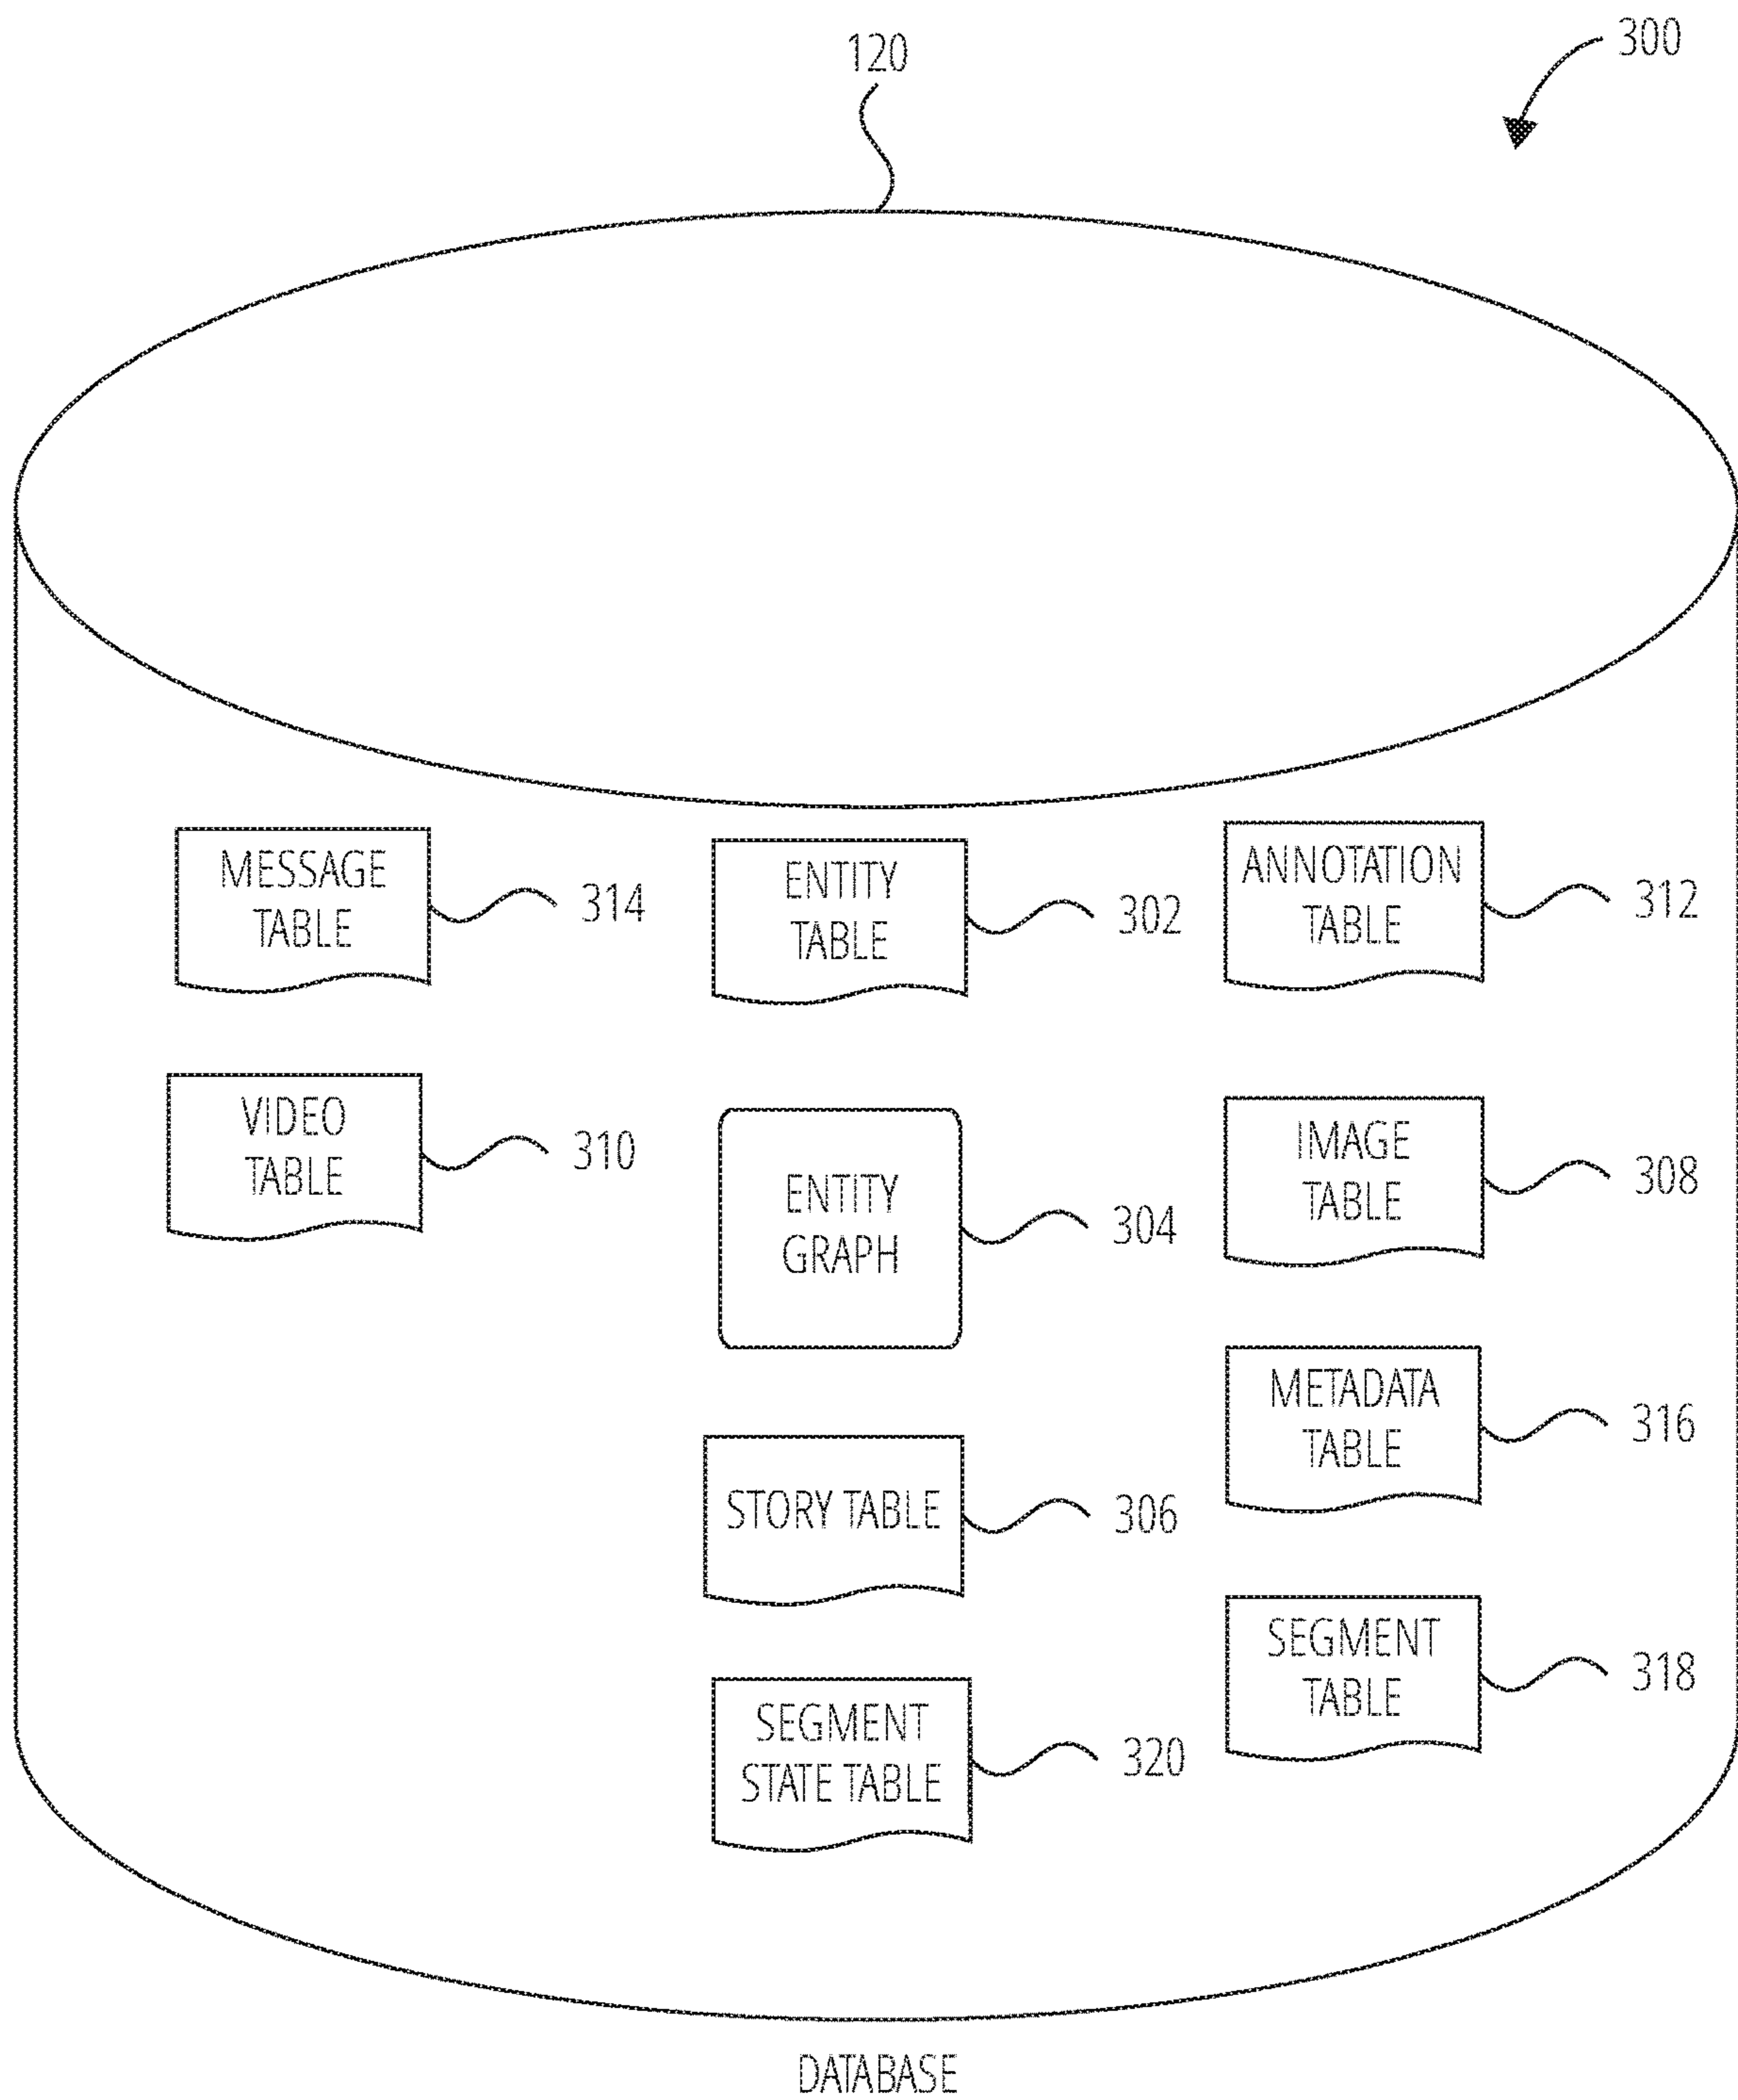 120
300
MESSAGE
TABLE
314
ENTITY
TABLE
302
ANNOTATION
TABLE
312
VIDEO
TABLE
310
ENTITY
GRAPH
304
IMAGE
TABLE
308
METADATA
TABLE
316
STORY TABLE
306
SEGMENT
TABLE
318
SEGMENT
STATE TABLE
320
DATABASE